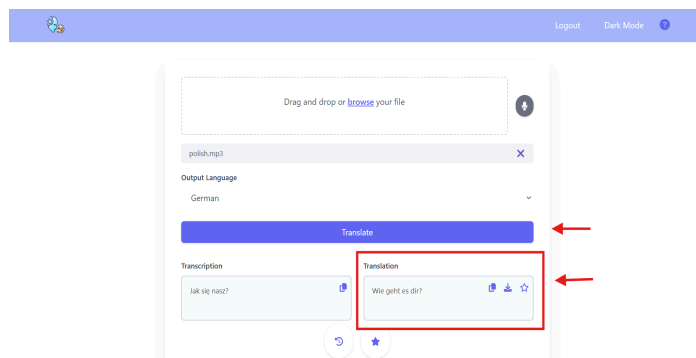 Logout Dark Mode ?
Drag and drop or browse your file
polish.mp3
Output Language
German
Translate
Transcription Translation
Jak się nasz? Wie geht es dir?